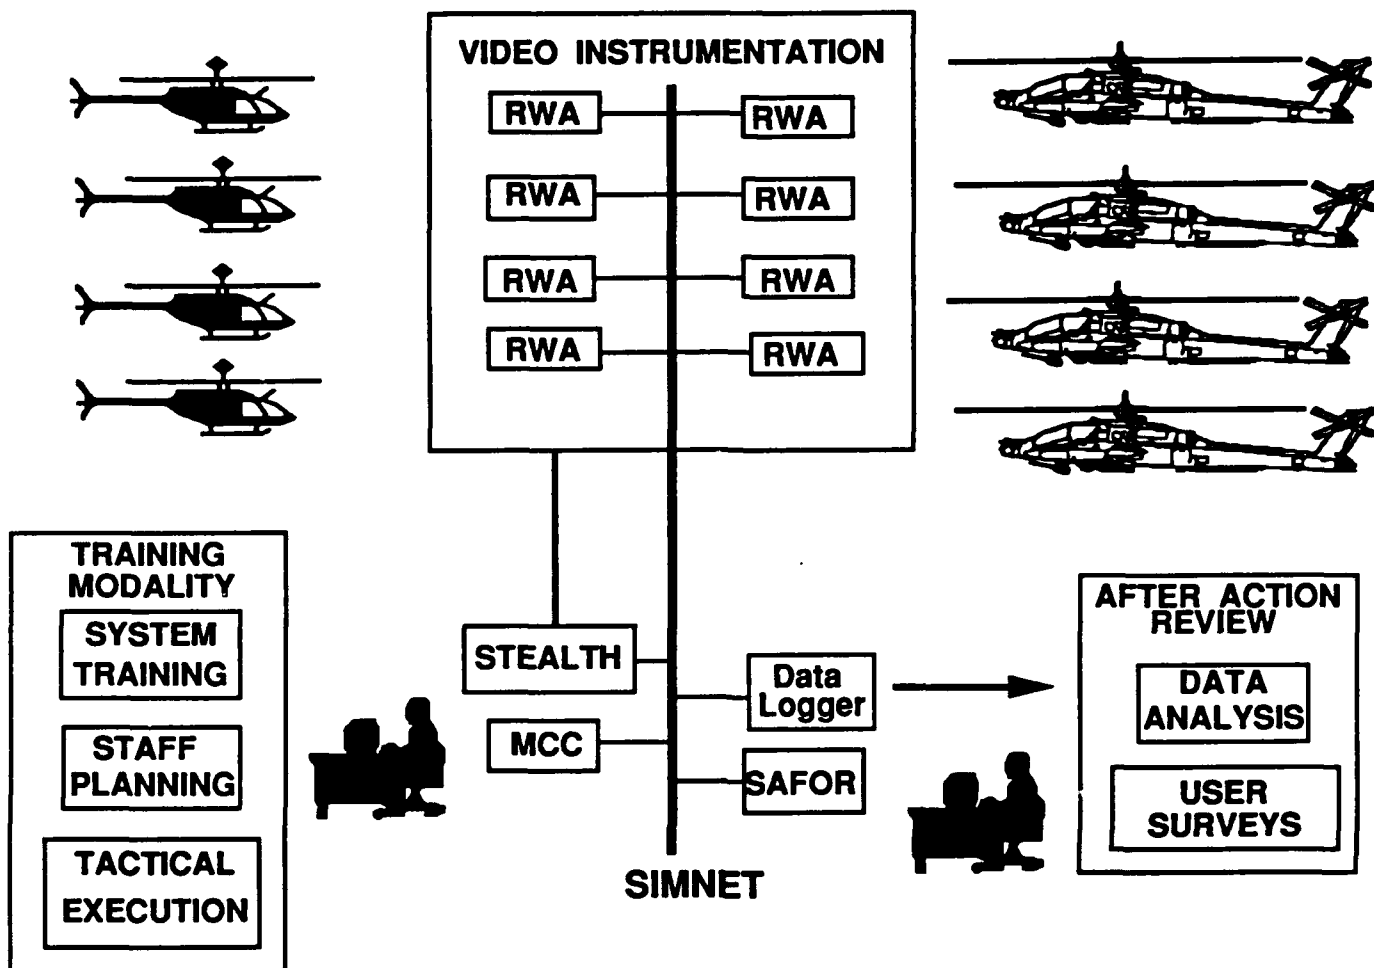 VIDEO INSTRUMENTATION
RWA
RWA
RWA
RWA
RWA
RWA
RWA
RWA
TRAINING
MODALITY
SYSTEM
TRAINING
STAFF
PLANNING
TACTICAL
EXECUTION
STEALTH
MCC
Data
Logger
SAFOR
SIMNET
AFTER ACTION
REVIEW
DATA
ANALYSIS
USER
SURVEYS